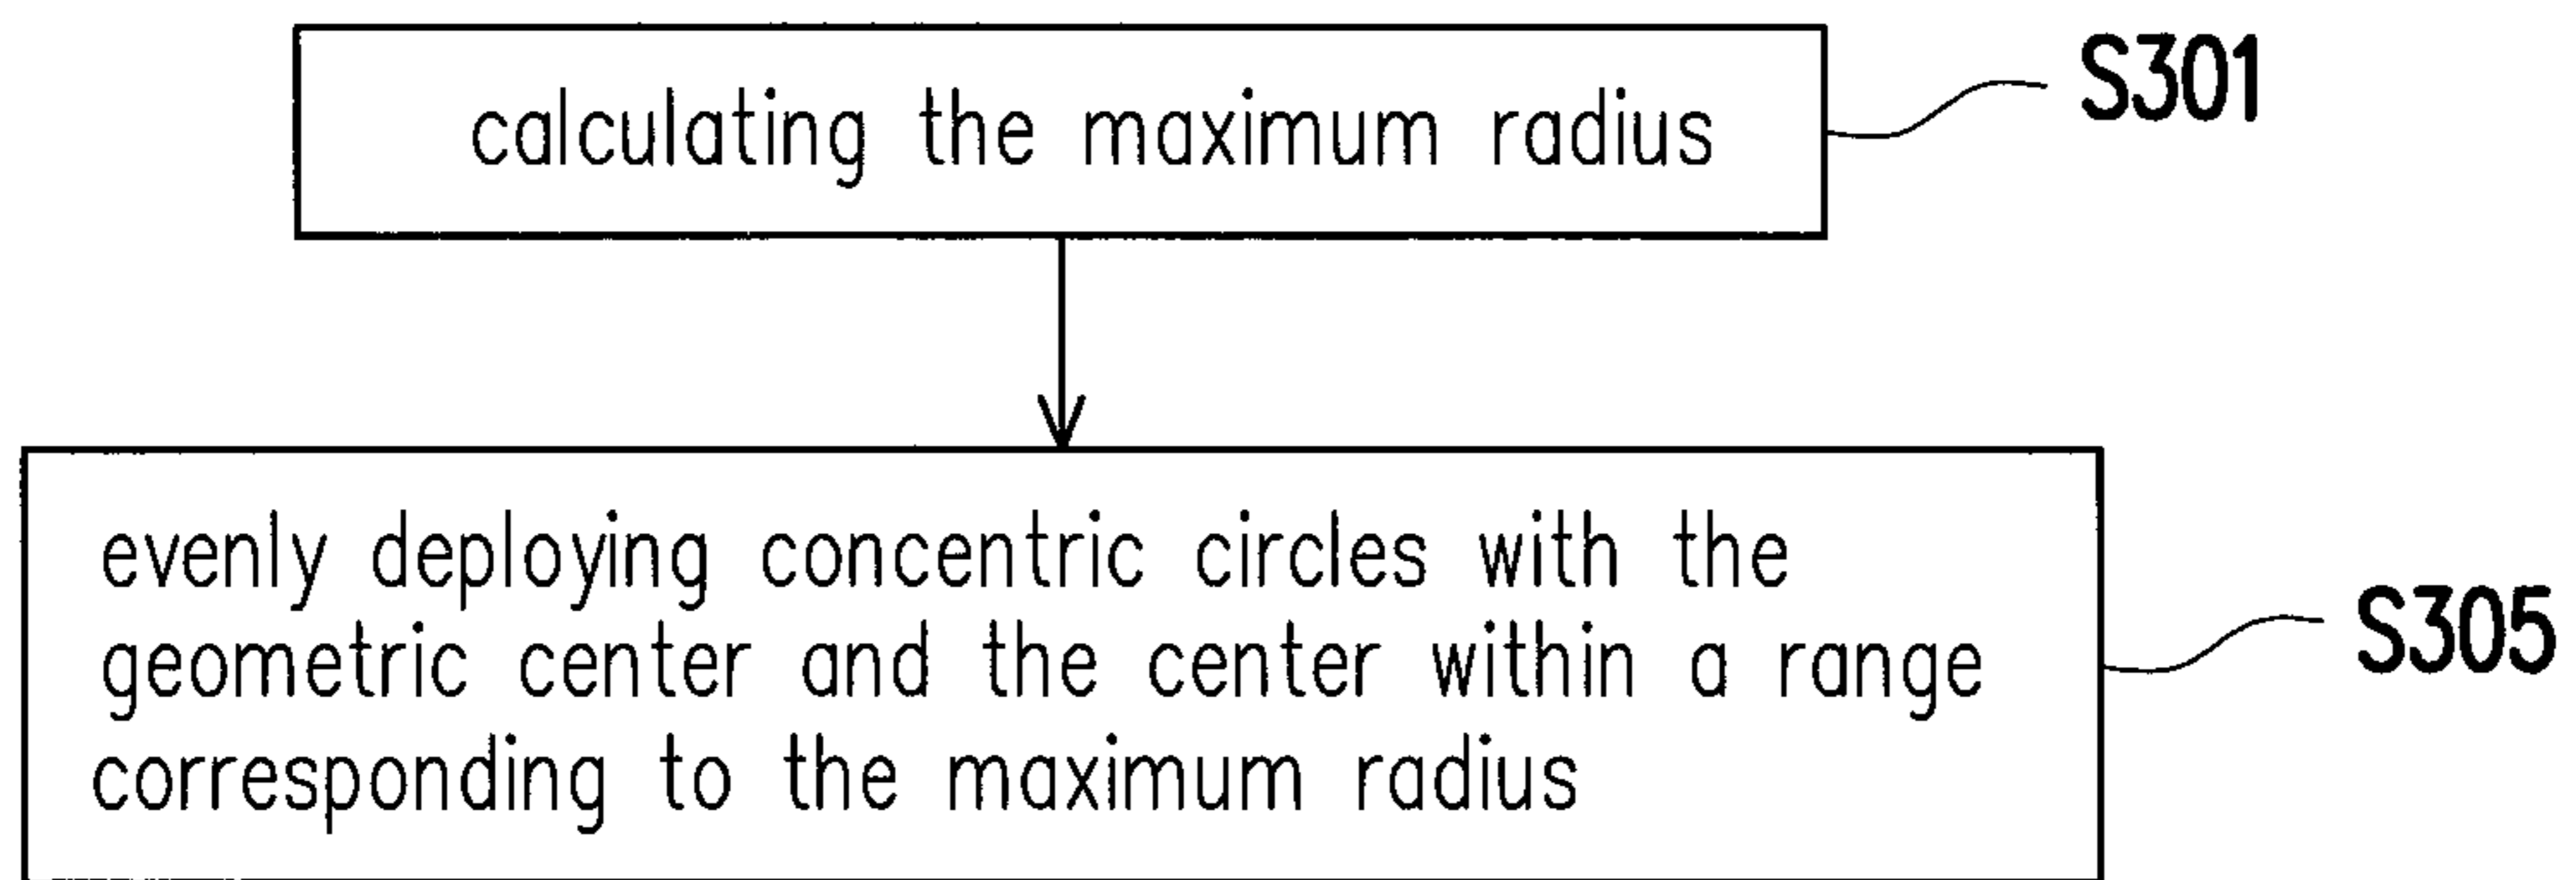 calculating the maximum radius
S301
evenly deploying concentric circles with the
geometric center and the center within a range
corresponding to the maximum radius
S305